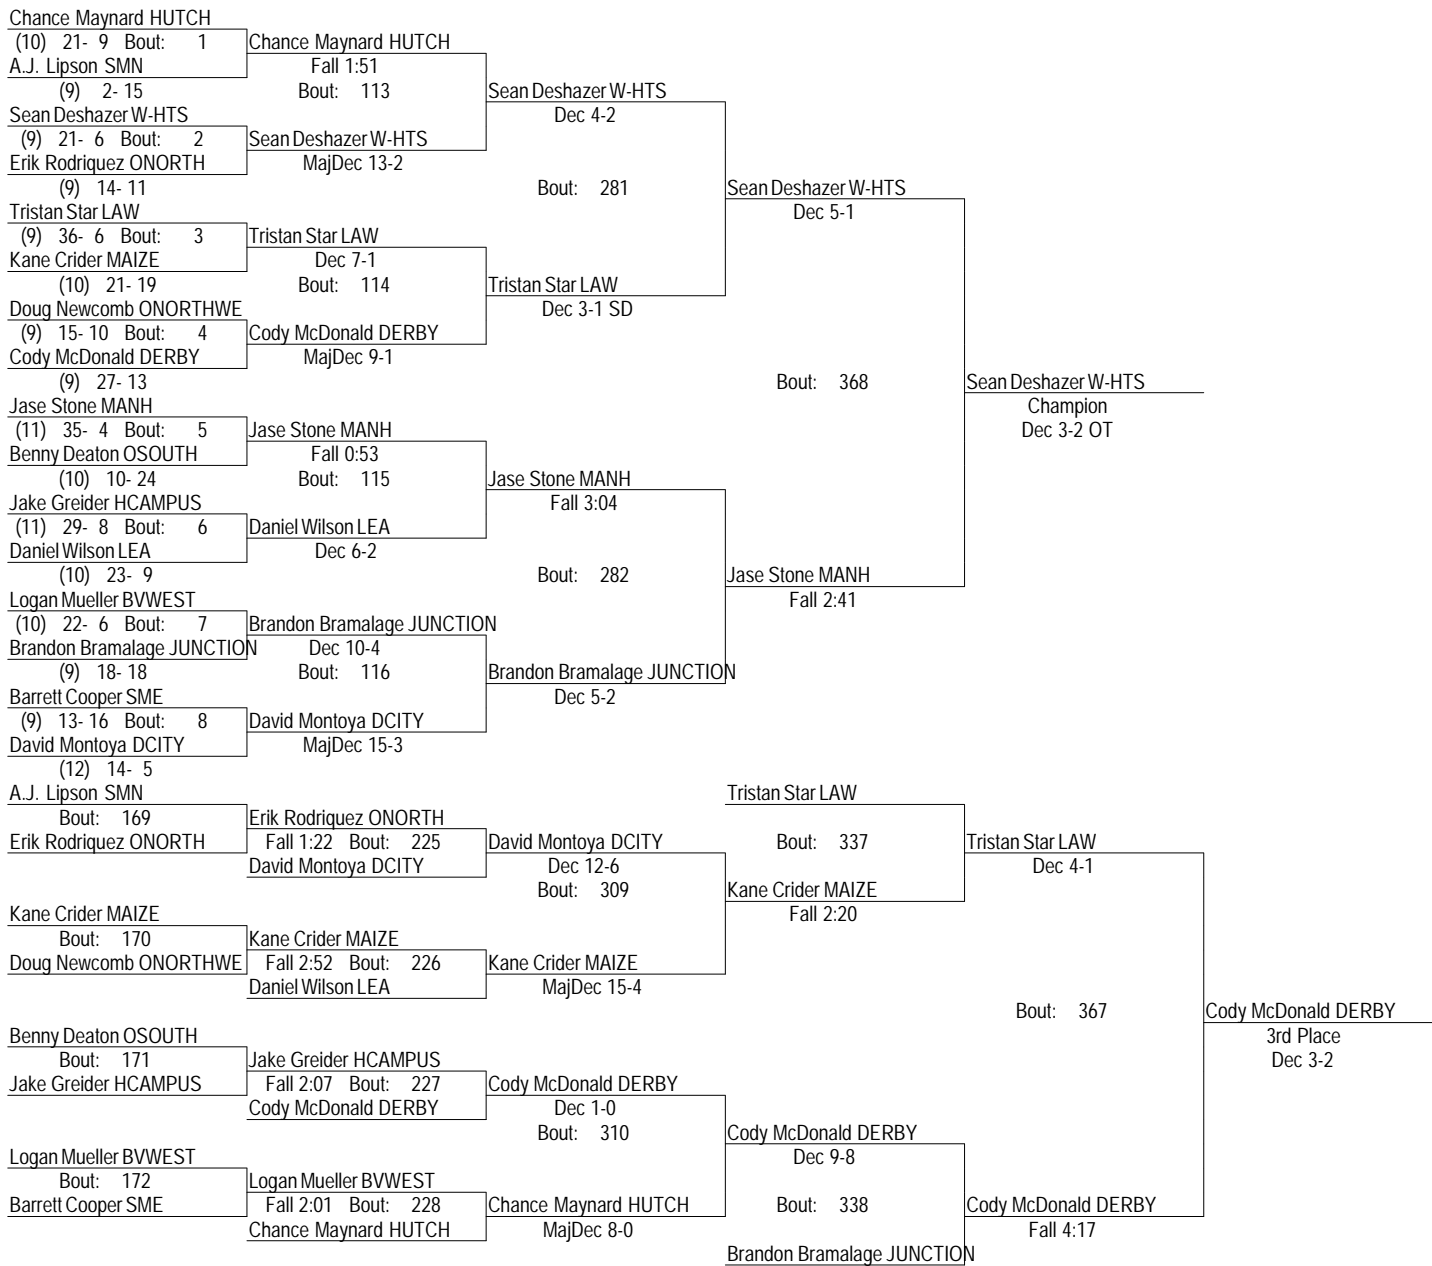 Chance Maynard HUTCH
(10) 21- 9 Bout: 1 Chance Maynard HUTCH
A.J. Lipson SMN Fall 1:51
(9) 2- 15 Bout: 113 Sean Deshazer W-HTS
Sean Deshazer W-HTS Dec 4-2
(9) 21- 6 Bout: 2 Sean Deshazer W-HTS
Erik Rodriquez ONORTH MajDec 13-2
(9) 14- 11 Bout: 281 Sean Deshazer W-HTS
Tristan Star LAW Dec 5-1
(9) 36- 6 Bout: 3 Tristan Star LAW
Kane Crider MAIZE Dec 7-1
(10) 21- 19 Bout: 114 Tristan Star LAW
Doug Newcomb ONORTHWE Dec 3-1 SD
(9) 15- 10 Bout: 4 Cody McDonald DERBY
Cody McDonald DERBY MajDec 9-1
(9) 27- 13 Bout: 368 Sean Deshazer W-HTS
Jase Stone MANH Champion
(11) 35- 4 Bout: 5 Jase Stone MANH Dec 3-2 OT
Benny Deaton OSOUTH Fall 0:53
(10) 10- 24 Bout: 115 Jase Stone MANH
Jake Greider HCAMPUS Fall 3:04
(11) 29- 8 Bout: 6 Daniel Wilson LEA
Daniel Wilson LEA Dec 6-2
(10) 23- 9 Bout: 282 Jase Stone MANH
Logan Mueller BVWEST Fall 2:41
(10) 22- 6 Bout: 7 Brandon Bramalage JUNCTION
Brandon Bramalage JUNCTION Dec 10-4
(9) 18- 18 Bout: 116 Brandon Bramalage JUNCTION
Barrett Cooper SME Dec 5-2
(9) 13- 16 Bout: 8 David Montoya DCITY
David Montoya DCITY MajDec 15-3
(12) 14- 5
A.J. Lipson SMN Tristan Star LAW
Bout: 169 Erik Rodriquez ONORTH
Erik Rodriquez ONORTH Fall 1:22 Bout: 225 David Montoya DCITY Bout: 337 Tristan Star LAW
David Montoya DCITY Dec 12-6 Dec 4-1
Bout: 309 Kane Crider MAIZE
Kane Crider MAIZE Fall 2:20
Bout: 170 Kane Crider MAIZE
Doug Newcomb ONORTHWE Fall 2:52 Bout: 226 Kane Crider MAIZE
Daniel Wilson LEA MajDec 15-4
Bout: 367 Cody McDonald DERBY
Benny Deaton OSOUTH 3rd Place
Bout: 171 Jake Greider HCAMPUS Dec 3-2
Jake Greider HCAMPUS Fall 2:07 Bout: 227 Cody McDonald DERBY
Cody McDonald DERBY Dec 1-0
Bout: 310 Cody McDonald DERBY
Logan Mueller BVWEST Dec 9-8
Bout: 172 Logan Mueller BVWEST
Barrett Cooper SME Fall 2:01 Bout: 228 Chance Maynard HUTCH Bout: 338 Cody McDonald DERBY
Chance Maynard HUTCH MajDec 8-0 Fall 4:17
Brandon Bramalage JUNCTION